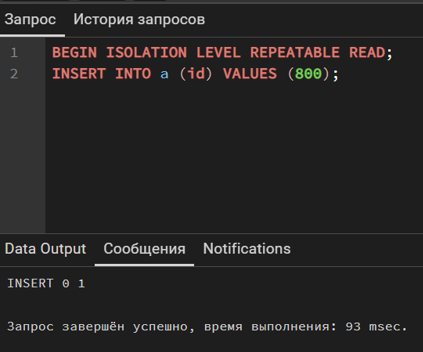 Запрос История запросов
1 BEGIN ISOLATION LEVEL REPEATABLE READ;
2 INSERT INTO a (id) VALUES (800);
Data Output Сообщения Notifications
INSERT 0 1
Запрос завершён успешно, время выполнения: 93 msec.